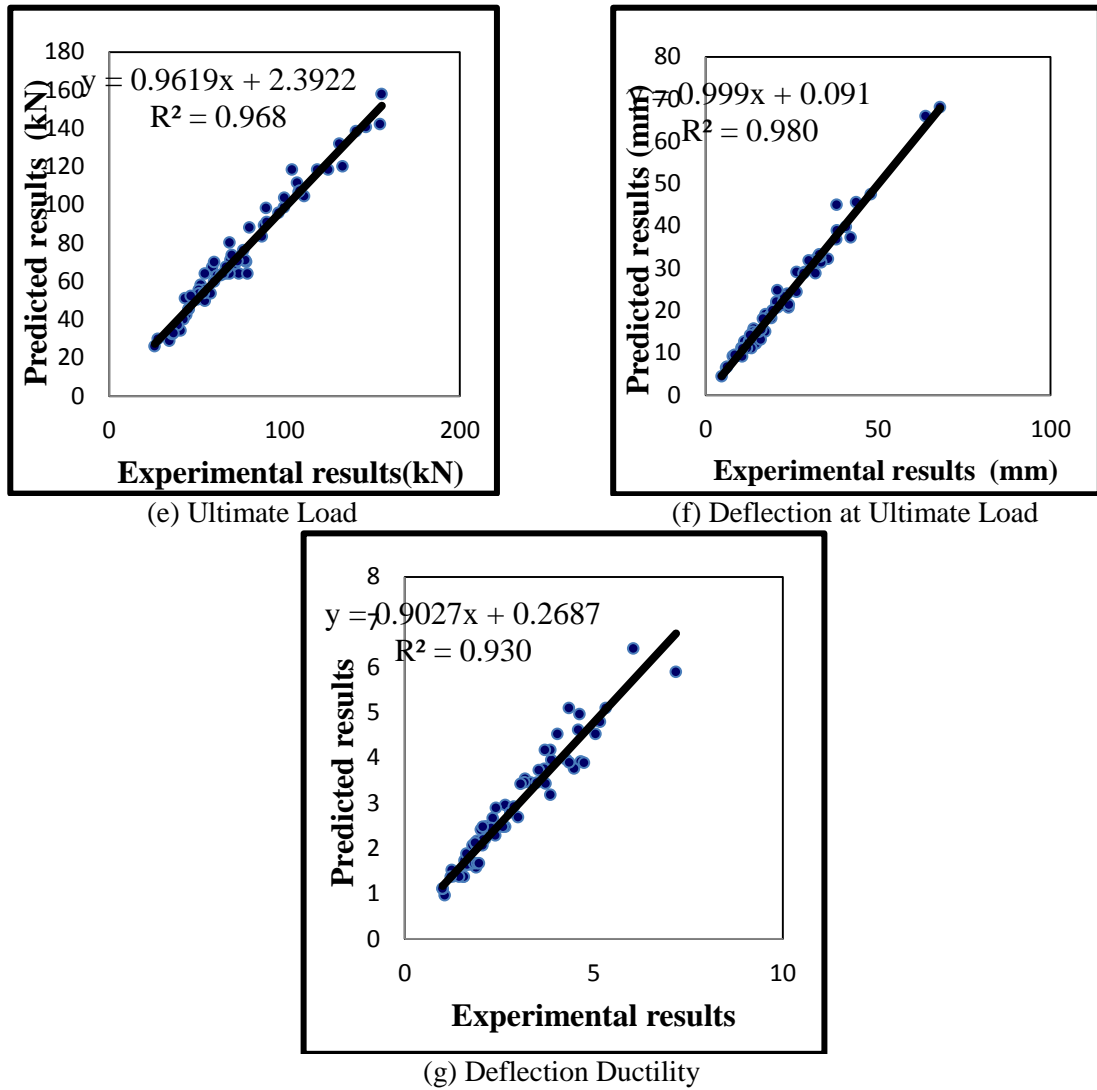 180
160
140
120
100
80
60
40
20
0
y = 0.9619x + 2.3922
R² = 0.968
Predicted results (kN)
0 100 200
Experimental results(kN)
(e) Ultimate Load
80
70
60
50
40
30
20
10
0
y = 0.999x + 0.091
R² = 0.980
Predicted results (mm)
0 50 100
Experimental results (mm)
(f) Deflection at Ultimate Load
8
7
6
5
4
3
2
1
0
y = 0.9027x + 0.2687
R² = 0.930
Predicted results
0 5 10
Experimental results
(g) Deflection Ductility